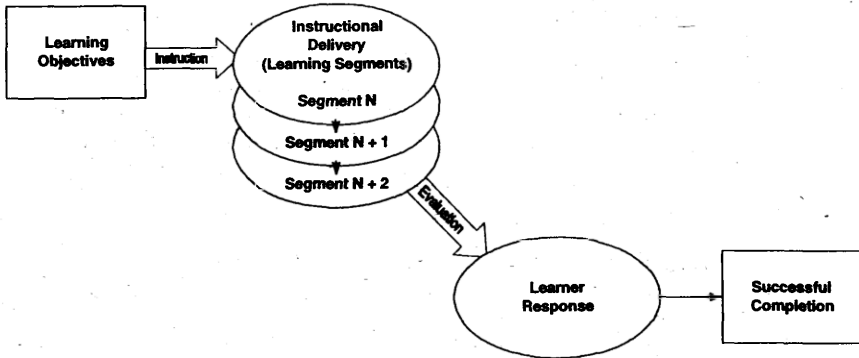 Learning
Objectives
Instruction
Instructional
Delivery
(Learning Segments)
Segment N
Segment N + 1
Segment N + 2
Evaluation
Learner
Response
Successful
Completion